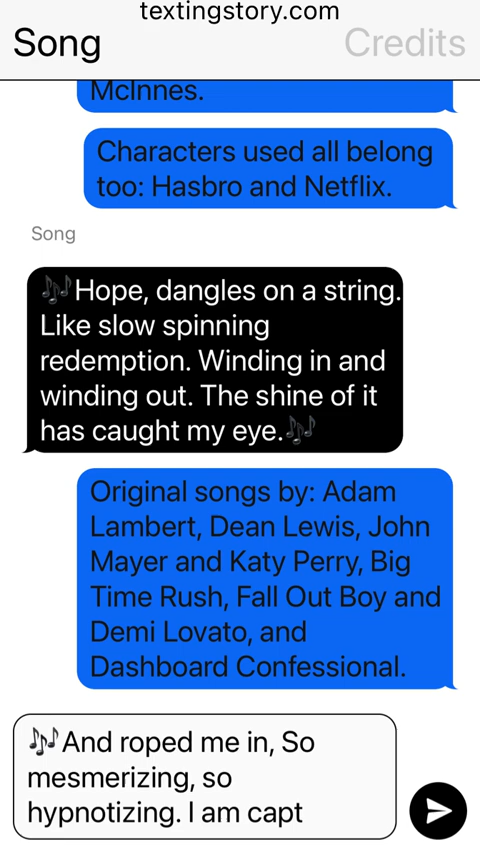 textingstory.com
Song
Credits
McInnes.
Characters used all belong
too: Hasbro and Netflix.
Song
🎶Hope, dangles on a string.
Like slow spinning
redemption. Winding in and
winding out. The shine of it
has caught my eye.🎶
Original songs by: Adam
Lambert, Dean Lewis, John
Mayer and Katy Perry, Big
Time Rush, Fall Out Boy and
Demi Lovato, and
Dashboard Confessional.
🎶And roped me in, So
mesmerizing, so
hypnotizing. I am capt